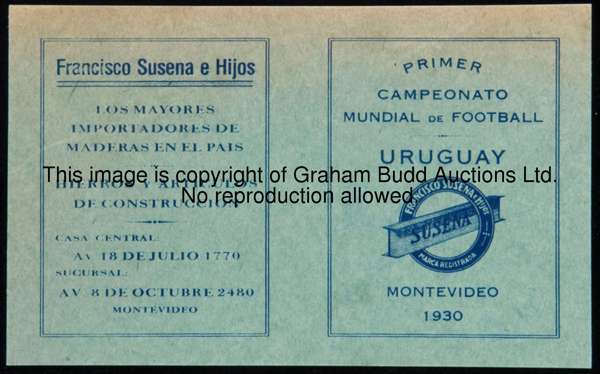 Francisco Susena e Hijos
LOS MAYORES
IMPORTADORES DE
MADERAS EN EL PAIS
HIERROS Y ARTICULOS
DE CONSTRUCCION
CASA CENTRAL:
AV. 18 DE JULIO 1770
SUCURSAL:
AV. 8 DE OCTUBRE 2480
MONTEVIDEO
PRIMER
CAMPEONATO
MUNDIAL DE FOOTBALL
URUGUAY
FRANCISCO SUSENA E HIJOS
SUSENA
MARCA REGISTRADA
MONTEVIDEO
1930
This image is copyright of Graham Budd Auctions Ltd.
No reproduction allowed